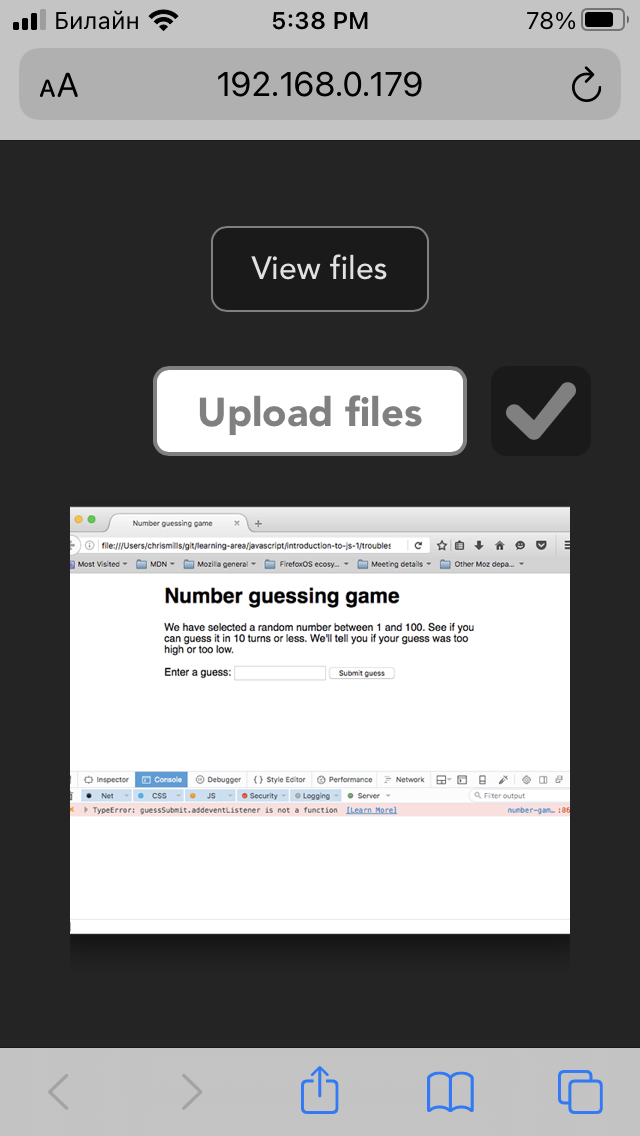 Билайн 5:38 PM 78%
AA 192.168.0.179
View files
Upload files
Number guessing game
file:///Users/chrismills/git/learning-area/javascript/introduction-to-js-1/troubles
Most Visited MDN Mozilla general FirefoxOS ecosy... Meeting details Other Moz depa...
Number guessing game
We have selected a random number between 1 and 100. See if you
can guess it in 10 turns or less. We'll tell you if your guess was too
high or too low.
Enter a guess: Submit guess
Inspector Console Debugger { } Style Editor Performance Network
Net CSS JS Security Logging Server Filter output
TypeError: guessSubmit.addeventListener is not a function [Learn More] number-gam... :86